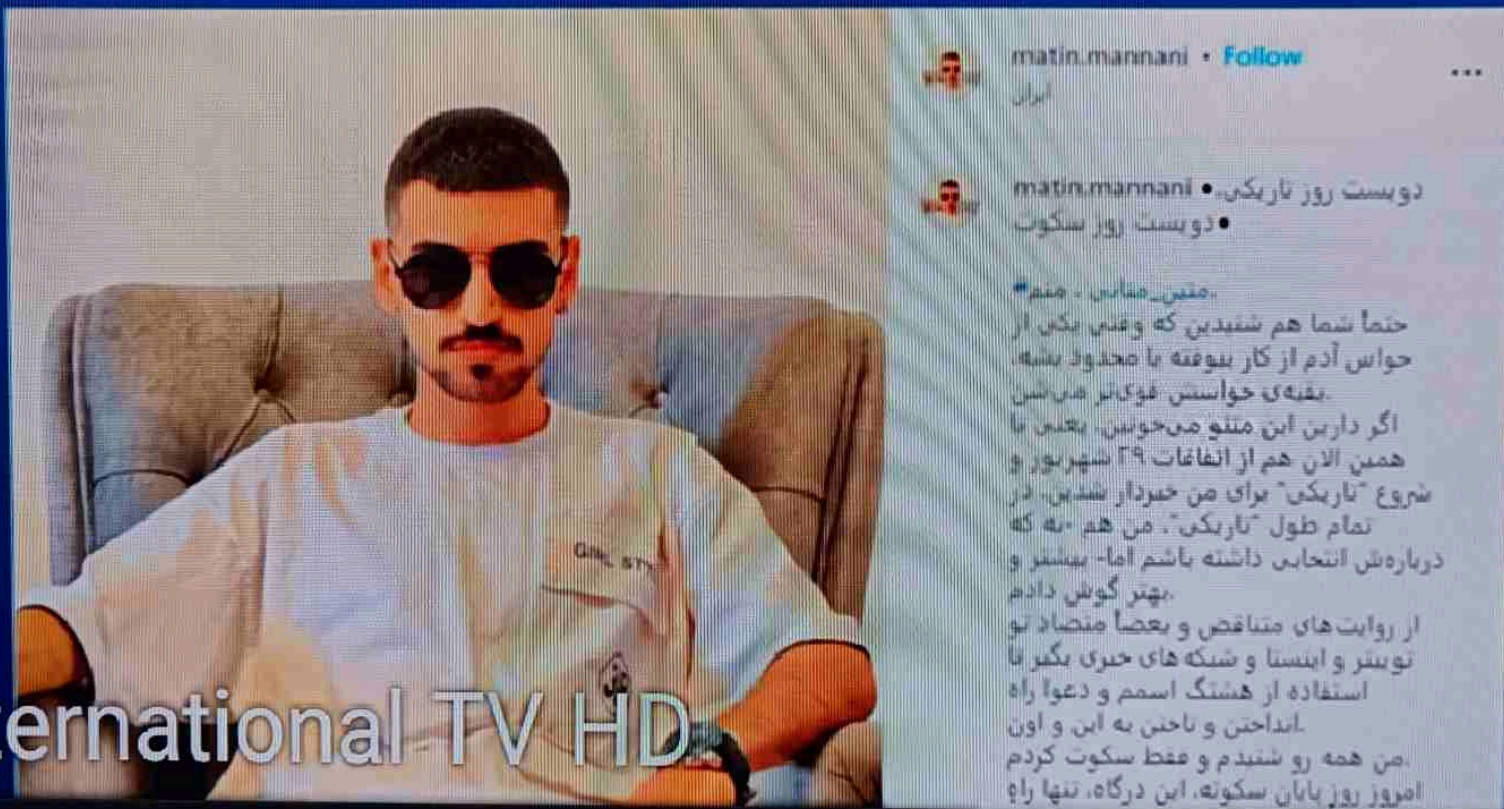 matin.mannani • Follow
ایران
matin.mannani ●دویست روز تاریکی.
●دویست روز سکوت
#متین_منانی ، منم.
حتماً شما هم شنیدین که وقتی یکی از
حواس آدم از کار بیوفته یا محدود بشه،
بقیه‌ی حواسش قوی‌تر می‌شن.
اگر دارین این متنو می‌خونین، یعنی تا
همین الان هم از اتفاقات ۲۹ شهریور و
شروع "تاریکی" برای من خبردار شدین. در
تمام طول "تاریکی"، من هم -نه که
درباره‌ش انتخابی داشته باشم اما- بیشتر و
بهتر گوش دادم.
از روایت‌های متناقض و بعضاً متضاد تو
توییتر و اینستا و شبکه های خبری بگیر تا
استفاده از هشتگ اسمم و دعوا راه
انداختن و تاختن به این و اون.
من همه رو شنیدم و فقط سکوت کردم.
امروز روز پایان سکوته. این درگاه، تنها راهِ
GIRL STY
ternational TV HD